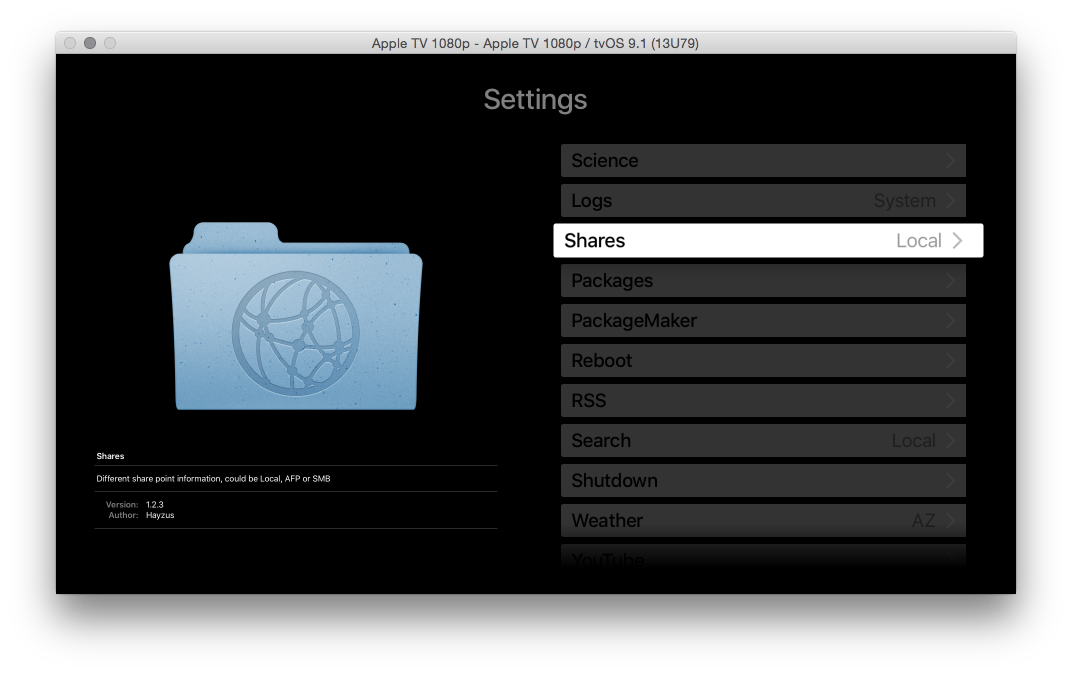 Apple TV 1080p - Apple TV 1080p / tvOS 9.1 (13U79)
Settings
Science
Logs System
Shares Local
Packages
PackageMaker
Reboot
RSS
Search Local
Shutdown
Weather AZ
YouTube
Shares
Different share point information, could be Local, AFP or SMB
Version: 1.2.3
Author: Hayzus